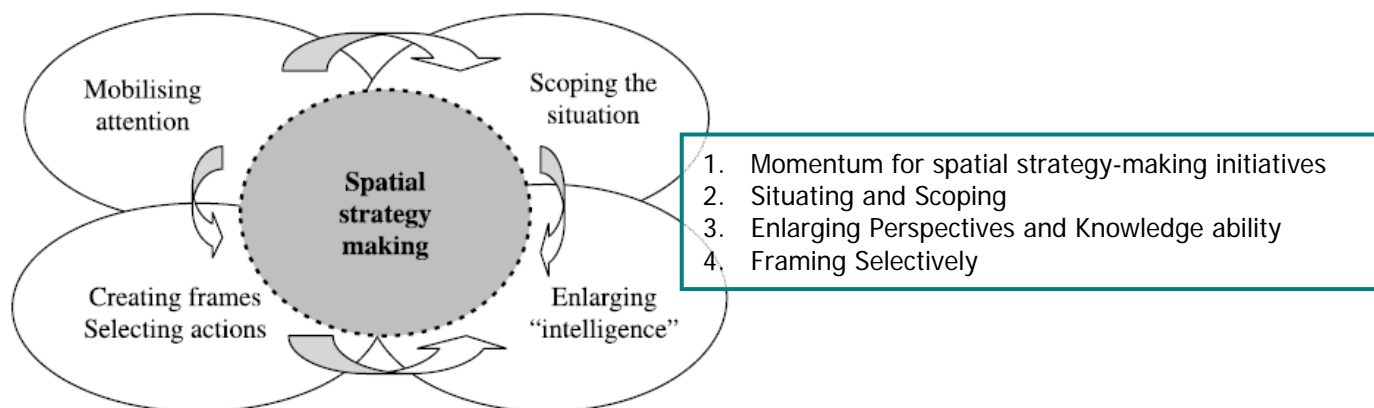 Mobilising
attention
Scoping the
situation
Spatial
strategy
making
Creating frames
Selecting actions
Enlarging
“intelligence”
1. Momentum for spatial strategy-making initiatives
2. Situating and Scoping
3. Enlarging Perspectives and Knowledge ability
4. Framing Selectively